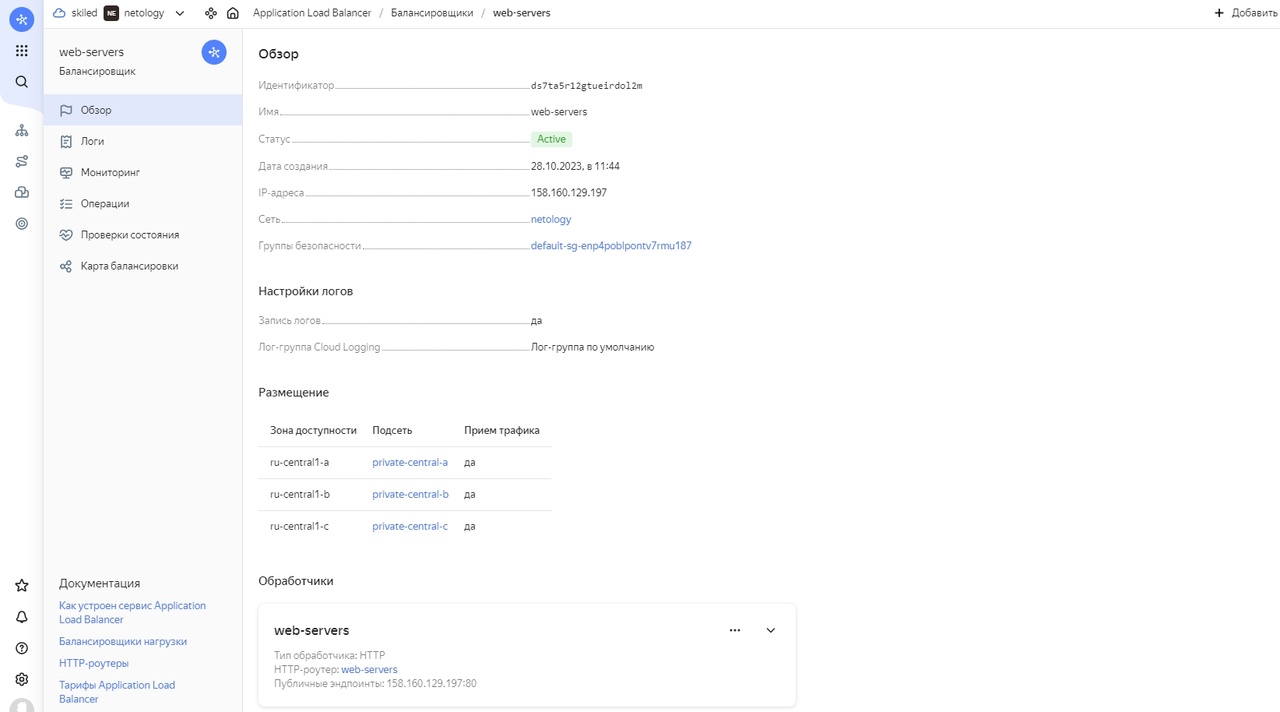 skiled NE netology Application Load Balancer / Балансировщики / web-servers Добавить
web-servers
Балансировщик
Обзор
Логи
Мониторинг
Операции
Проверки состояния
Карта балансировки
Документация
Как устроен сервис Application
Load Balancer
Балансировщики нагрузки
HTTP-роутеры
Тарифы Application Load
Balancer
Обзор
Идентификатор ds7ta5r12gtueirdol2m
Имя web-servers
Статус Active
Дата создания 28.10.2023, в 11:44
IP-адреса 158.160.129.197
Сеть netology
Группы безопасности default-sg-enp4poblpontv7rmu187
Настройки логов
Запись логов да
Лог-группа Cloud Logging Лог-группа по умолчанию
Размещение
Зона доступности Подсеть Прием трафика
ru-central1-a private-central-a да
ru-central1-b private-central-b да
ru-central1-c private-central-c да
Обработчики
web-servers
Тип обработчика: HTTP
HTTP-роутер: web-servers
Публичные эндпоинты: 158.160.129.197:80